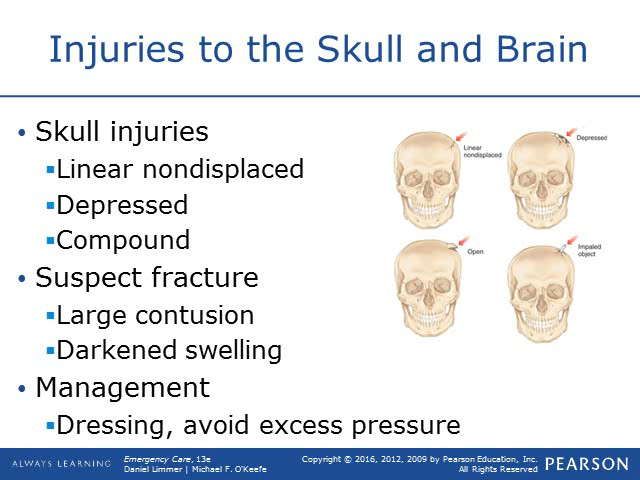 Injuries to the Skull and Brain
• Skull injuries
▪Linear nondisplaced
▪Depressed
▪Compound
• Suspect fracture
▪Large contusion
▪Darkened swelling
• Management
▪Dressing, avoid excess pressure
Linear
nondisplaced
Depressed
Open
Impaled
object
ALWAYS LEARNING
Emergency Care, 13e
Daniel Limmer | Michael F. O'Keefe
Copyright © 2016, 2012, 2009 by Pearson Education, Inc.
All Rights Reserved
PEARSON